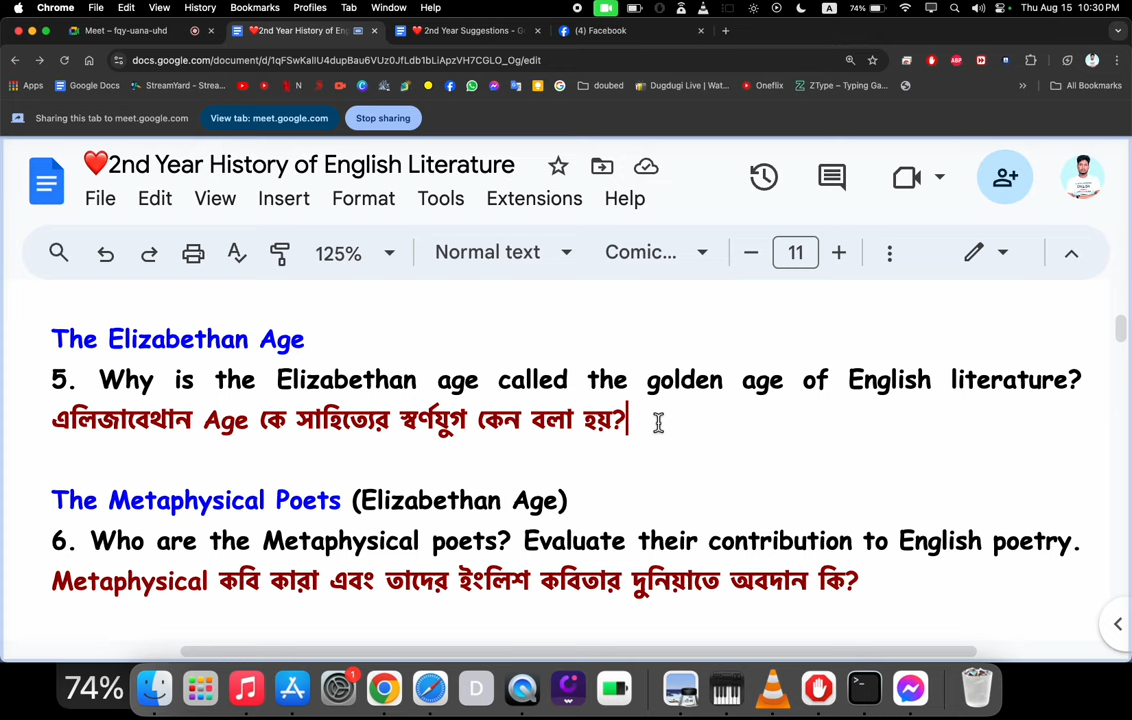 Chrome File Edit View History Bookmarks Profiles Tab Window Help A 74% Thu Aug 15 10:30 PM
Meet – fqy-uana-uhd ❤️2nd Year History of En ❤️ 2nd Year Suggestions - G Facebook
docs.google.com/document/d/1qFSwKallU4dupBau6VUz0JfLdb1bLiApzVH7CGLO_Og/edit
Apps Google Docs StreamYard - Strea... doubed Dugdugi Live | Wat... Oneflix ZType – Typing Ga... All Bookmarks
Sharing this tab to meet.google.com View tab: meet.google.com Stop sharing
❤️2nd Year History of English Literature
File Edit View Insert Format Tools Extensions Help
125% Normal text Comic... 11
The Elizabethan Age
5. Why is the Elizabethan age called the golden age of English literature?
এলিজাবেথান Age কে সাহিত্যের স্বর্ণযুগ কেন বলা হয়?
The Metaphysical Poets (Elizabethan Age)
6. Who are the Metaphysical poets? Evaluate their contribution to English poetry.
Metaphysical কবি কারা এবং তাদের ইংলিশ কবিতার দুনিয়াতে অবদান কি?
74%